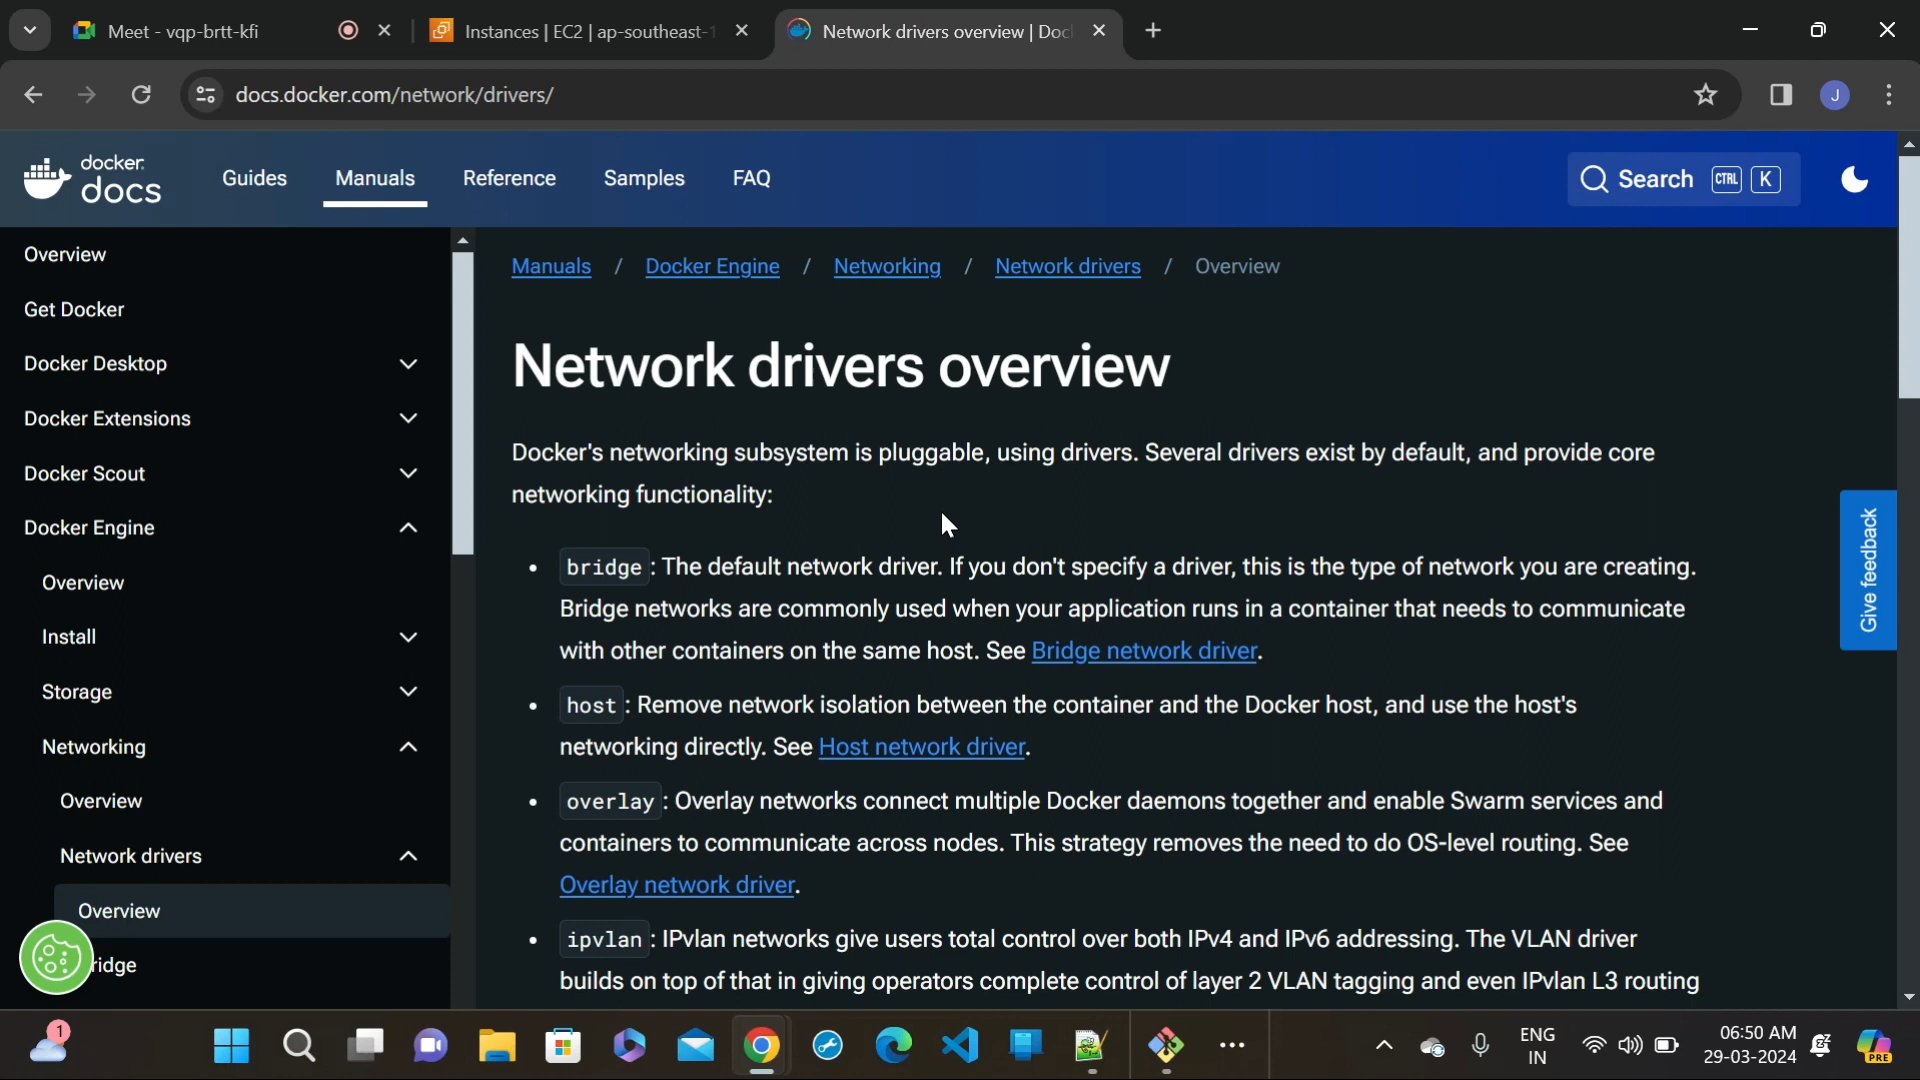 Meet - vqp-brtt-kfi
Instances | EC2 | ap-southeast-1
Network drivers overview | Doc
docs.docker.com/network/drivers/
J
docker
docs
Guides
Manuals
Reference
Samples
FAQ
Search CTRL K
Overview
Get Docker
Docker Desktop
Docker Extensions
Docker Scout
Docker Engine
Overview
Install
Storage
Networking
Overview
Network drivers
Overview
ridge
Manuals / Docker Engine / Networking / Network drivers / Overview
Network drivers overview
Docker's networking subsystem is pluggable, using drivers. Several drivers exist by default, and provide core
networking functionality:
• bridge : The default network driver. If you don't specify a driver, this is the type of network you are creating.
Bridge networks are commonly used when your application runs in a container that needs to communicate
with other containers on the same host. See Bridge network driver.
• host : Remove network isolation between the container and the Docker host, and use the host's
networking directly. See Host network driver.
• overlay : Overlay networks connect multiple Docker daemons together and enable Swarm services and
containers to communicate across nodes. This strategy removes the need to do OS-level routing. See
Overlay network driver.
• ipvlan : IPvlan networks give users total control over both IPv4 and IPv6 addressing. The VLAN driver
builds on top of that in giving operators complete control of layer 2 VLAN tagging and even IPvlan L3 routing
Give feedback
1
ENG
IN
06:50 AM
29-03-2024
PRE